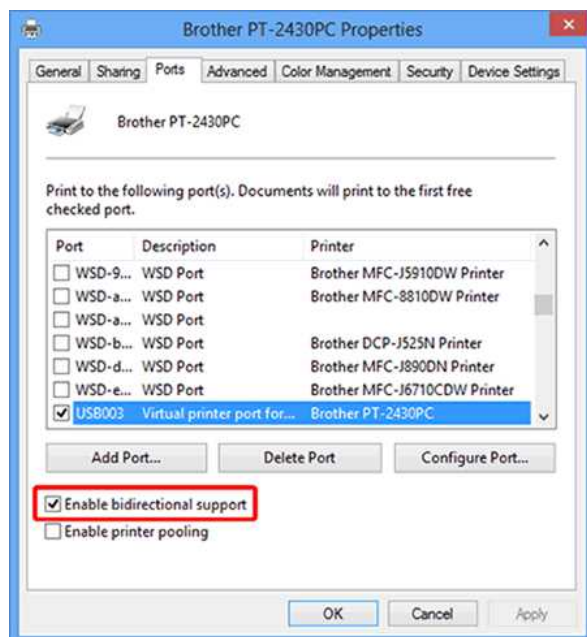 Brother PT-2430PC Properties
General Sharing Ports Advanced Color Management Security Device Settings
Brother PT-2430PC
Print to the following port(s). Documents will print to the first free
checked port.
Port Description Printer
WSD-9... WSD Port Brother MFC-J5910DW Printer
WSD-a... WSD Port Brother MFC-8810DW Printer
WSD-a... WSD Port
WSD-b... WSD Port Brother DCP-J525N Printer
WSD-d... WSD Port Brother MFC-J890DN Printer
WSD-e... WSD Port Brother MFC-J6710CDW Printer
USB003 Virtual printer port for... Brother PT-2430PC
Add Port... Delete Port Configure Port...
Enable bidirectional support
Enable printer pooling
OK Cancel Apply